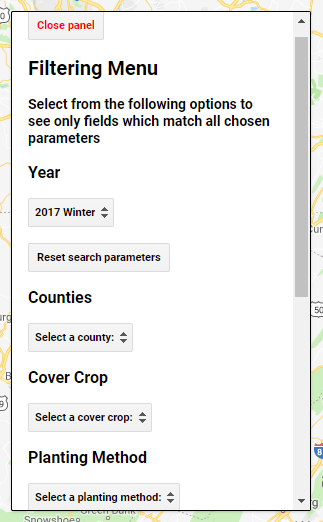 Close panel
Filtering Menu
Select from the following options to
see only fields which match all chosen
parameters
Year
2017 Winter
Reset search parameters
Counties
Select a county:
Cover Crop
Select a cover crop:
Planting Method
Select a planting method:
50
8
Snowshoe